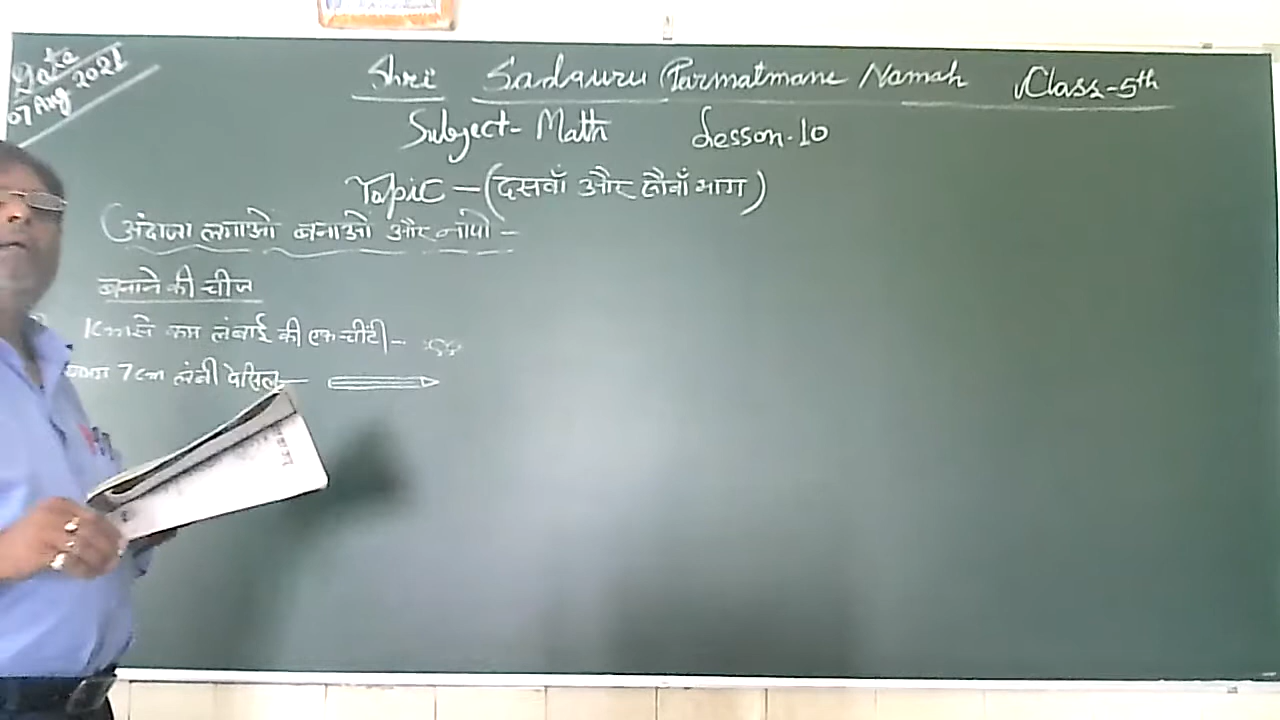 Date
07 Aug 2021
Shri Sadguru Parmatmane Namah Class-5th
Subject-Math Lesson-10
Topic-(दसवाँ और सौवाँ भाग)
अंदाजा लगाओ बनाओ और नापो-
बनाने की चीज
1cm से कम लंबाई की एक चींटी-
7cm लंबी पेंसिल-